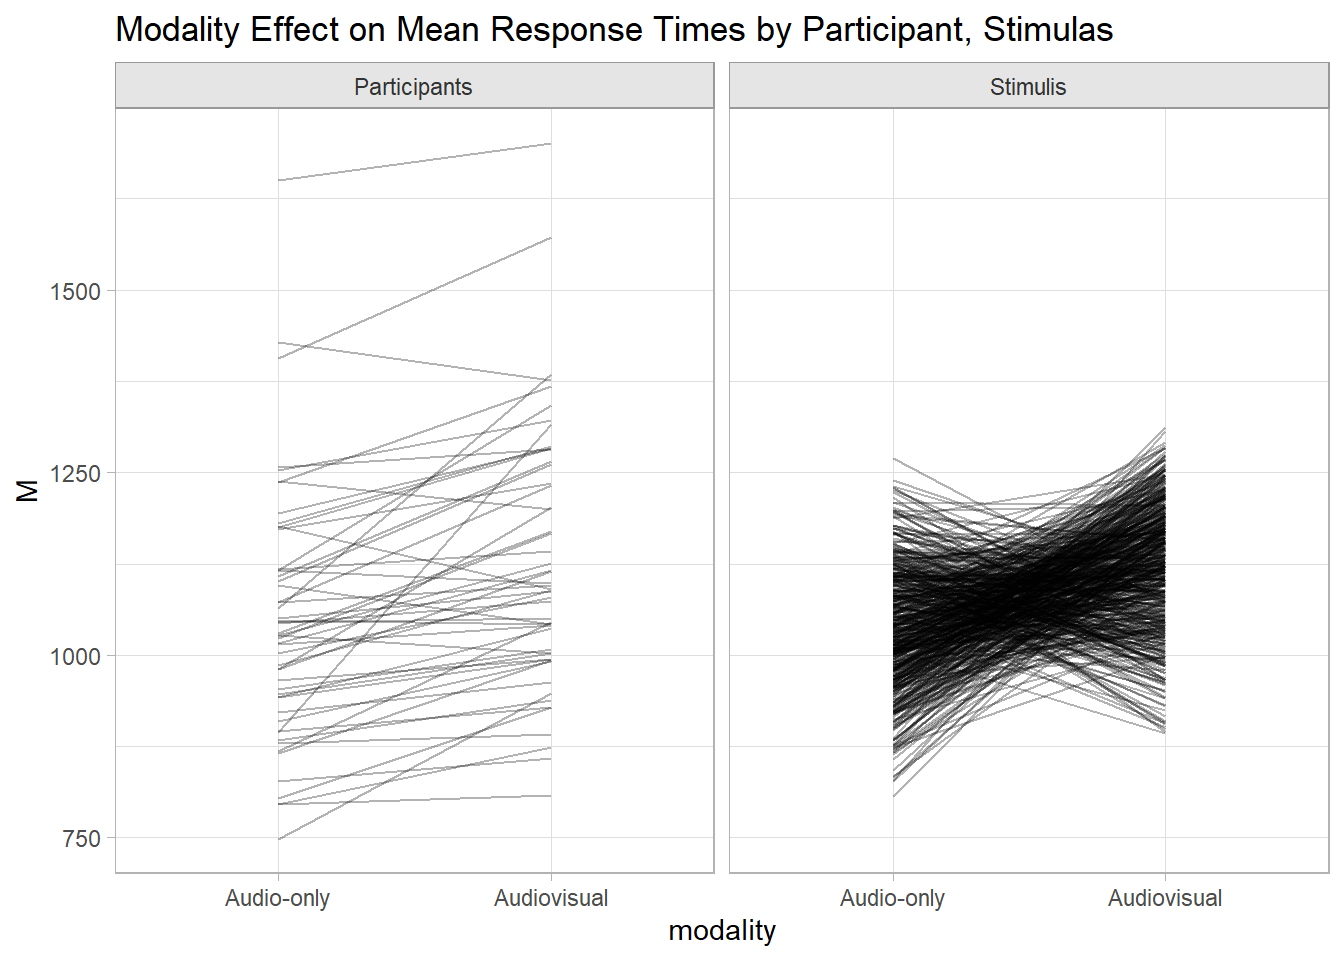 Modality Effect on Mean Response Times by Participant, Stimulas
Participants
Stimulis
M
1500
1250
1000
750
Audio-only
Audiovisual
Audio-only
Audiovisual
modality